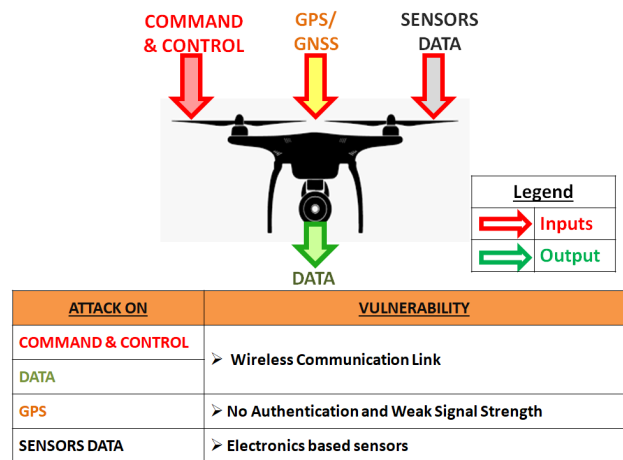 COMMAND
& CONTROL
GPS/
GNSS
SENSORS
DATA
Legend
Inputs
Output
DATA
ATTACK ON
VULNERABILITY
COMMAND & CONTROL
➢ Wireless Communication Link
DATA
GPS
➢ No Authentication and Weak Signal Strength
SENSORS DATA
➢ Electronics based sensors